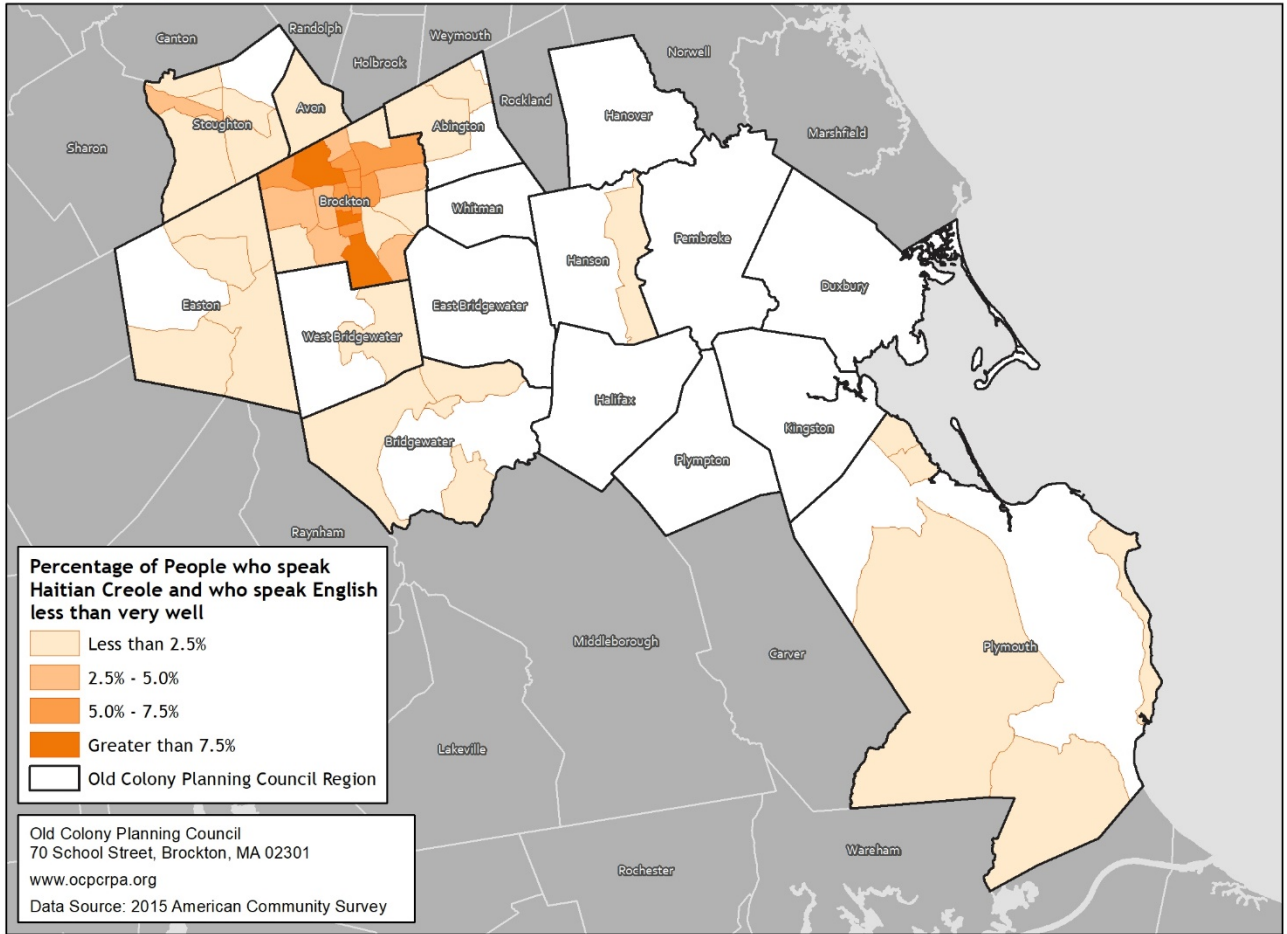 Randolph
Canton
Weymouth
Norwell
Holbrook
Rockland
Avon
Hanover
Stoughton
Abington
Marshfield
Sharon
Brockton
Whitman
Pembroke
Hanson
Duxbury
Easton
East Bridgewater
West Bridgewater
Halifax
Kingston
Bridgewater
Plympton
Raynham
Percentage of People who speak
Haitian Creole and who speak English
less than very well
Less than 2.5%
2.5% - 5.0%
5.0% - 7.5%
Greater than 7.5%
Old Colony Planning Council Region
Middleborough
Carver
Plymouth
Lakeville
Wareham
Rochester
Old Colony Planning Council
70 School Street, Brockton, MA 02301
www.ocpcrpa.org
Data Source: 2015 American Community Survey